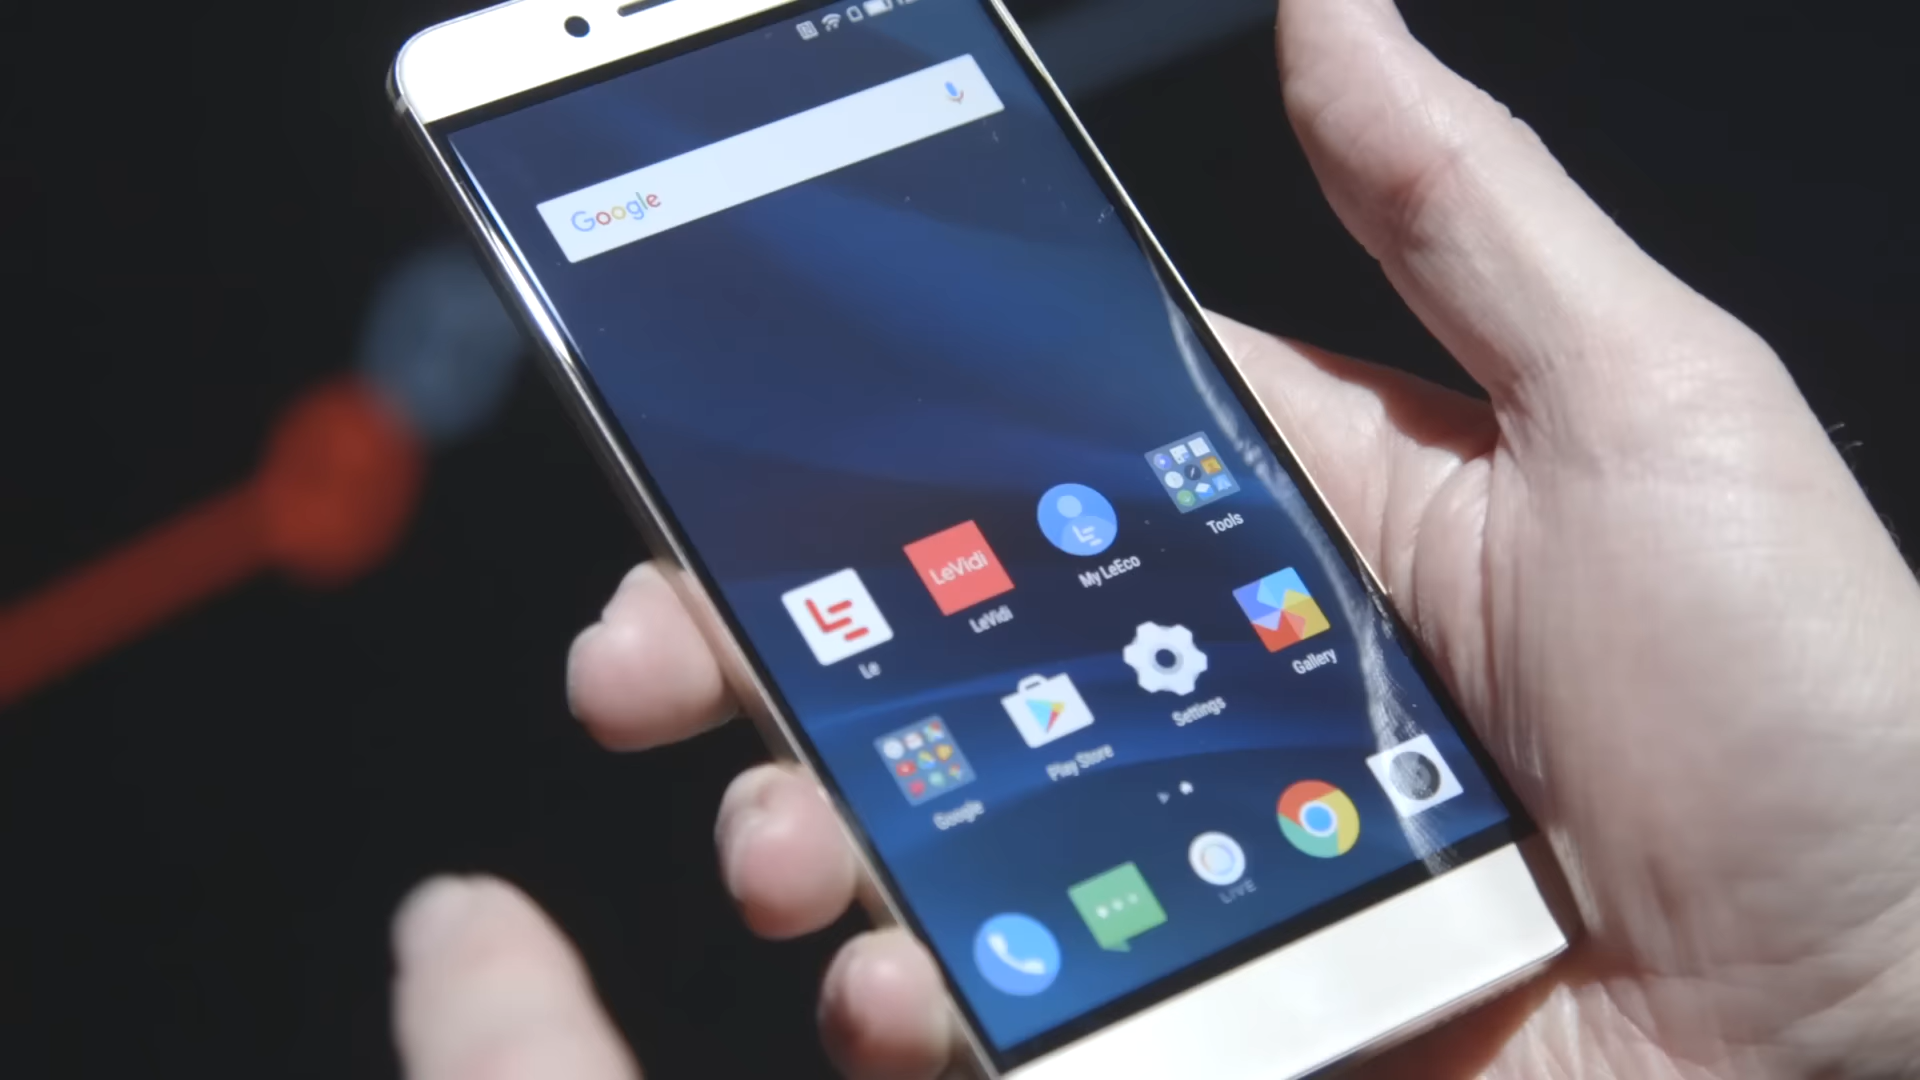 Google
LeVidi
Le
LeVidi
My LeEco
Tools
Google
Play Store
Settings
Gallery
LIVE